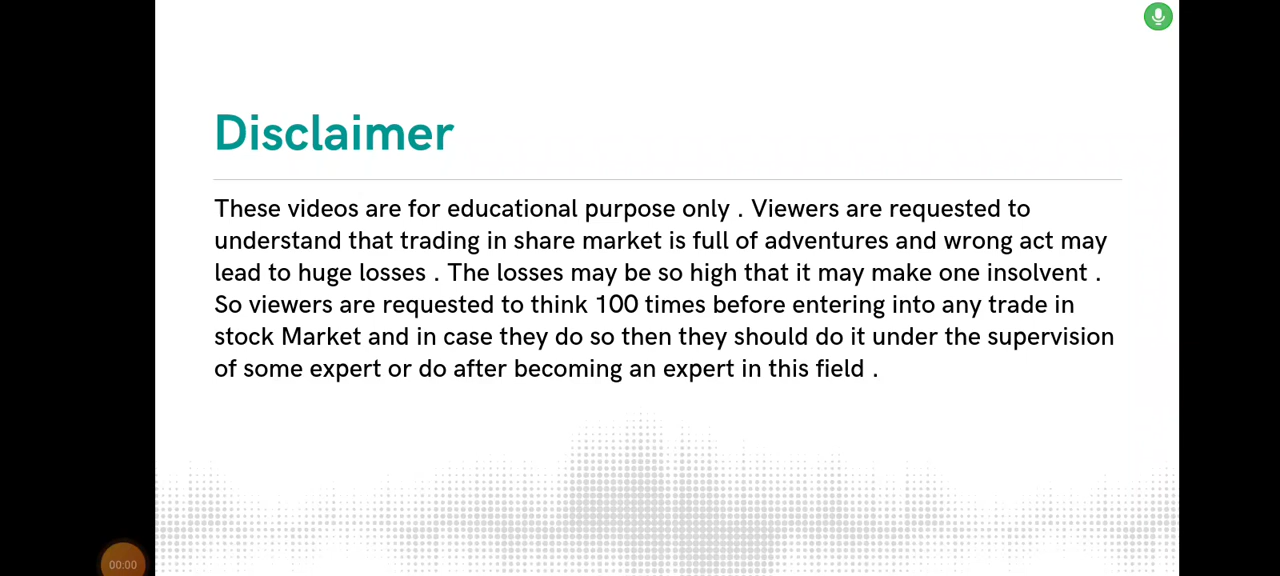 Disclaimer
These videos are for educational purpose only . Viewers are requested to
understand that trading in share market is full of adventures and wrong act may
lead to huge losses . The losses may be so high that it may make one insolvent .
So viewers are requested to think 100 times before entering into any trade in
stock Market and in case they do so then they should do it under the supervision
of some expert or do after becoming an expert in this field .
00:00